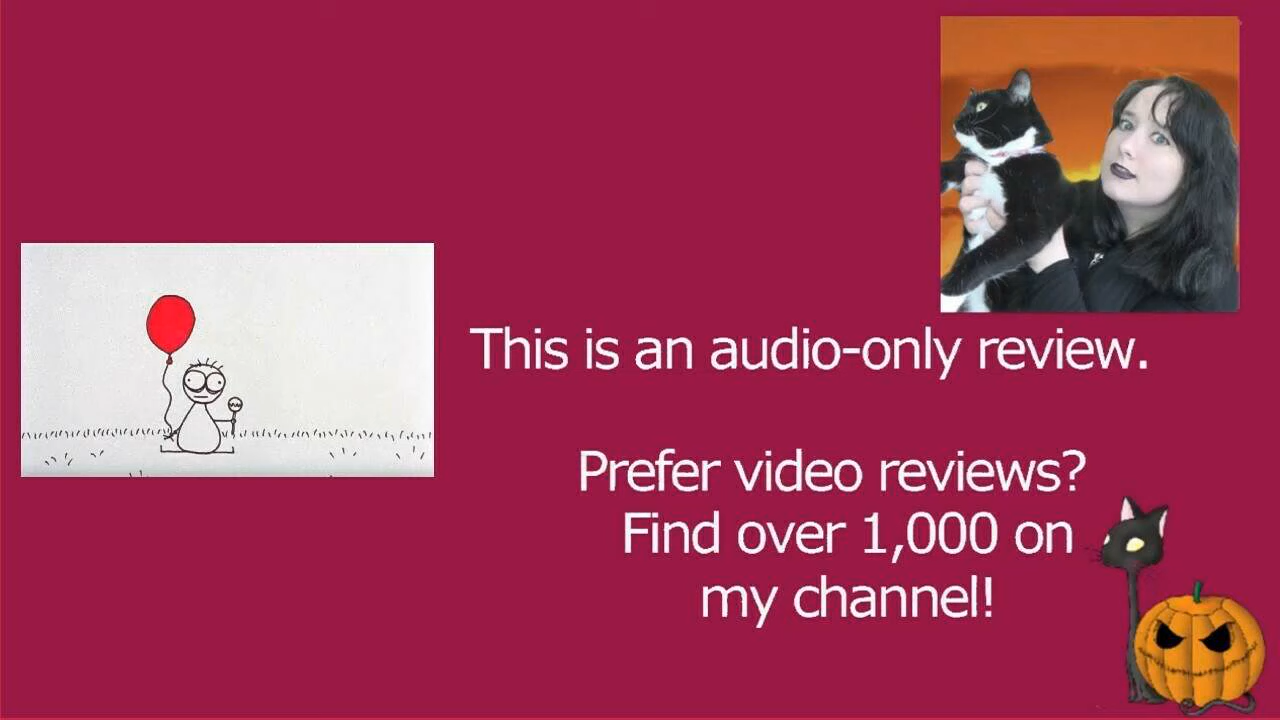 This is an audio-only review.
Prefer video reviews?
Find over 1,000 on
my channel!